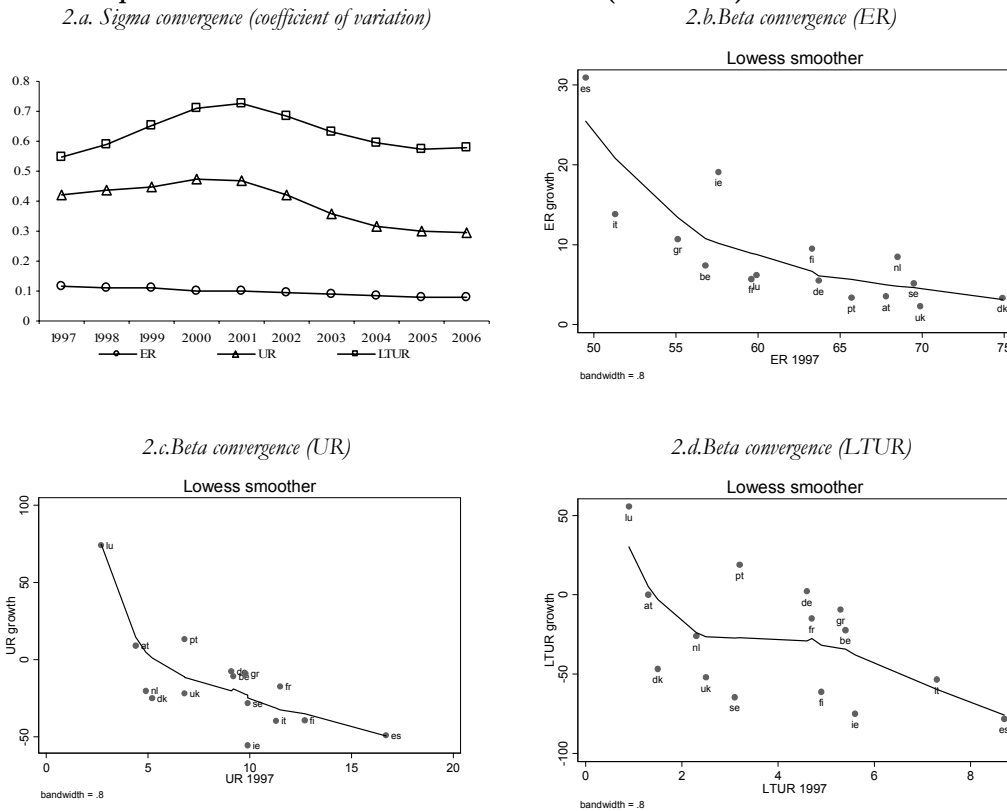 2.a. Sigma convergence (coefficient of variation)
0.8
0.7
0.6
0.5
0.4
0.3
0.2
0.1
0
1997 1998 1999 2000 2001 2002 2003 2004 2005 2006
ER UR LTUR
2.b.Beta convergence (ER)
Lowess smoother
ER growth
30
20
10
0
es
it
ie
gr
be
fr
lu
fi
de
pt
at
nl
se
uk
dk
50 55 60 65 70 75
ER 1997
bandwidth = .8
2.c.Beta convergence (UR)
Lowess smoother
UR growth
100
50
0
-50
lu
at
pt
nl
dk
uk
de
be
gr
fr
se
it
fi
ie
es
0 5 10 15 20
UR 1997
bandwidth = .8
2.d.Beta convergence (LTUR)
Lowess smoother
LTUR growth
50
0
-50
-100
lu
pt
at
de
gr
fr
be
nl
dk
uk
se
fi
ie
it
es
0 2 4 6 8
LTUR 1997
bandwidth = .8